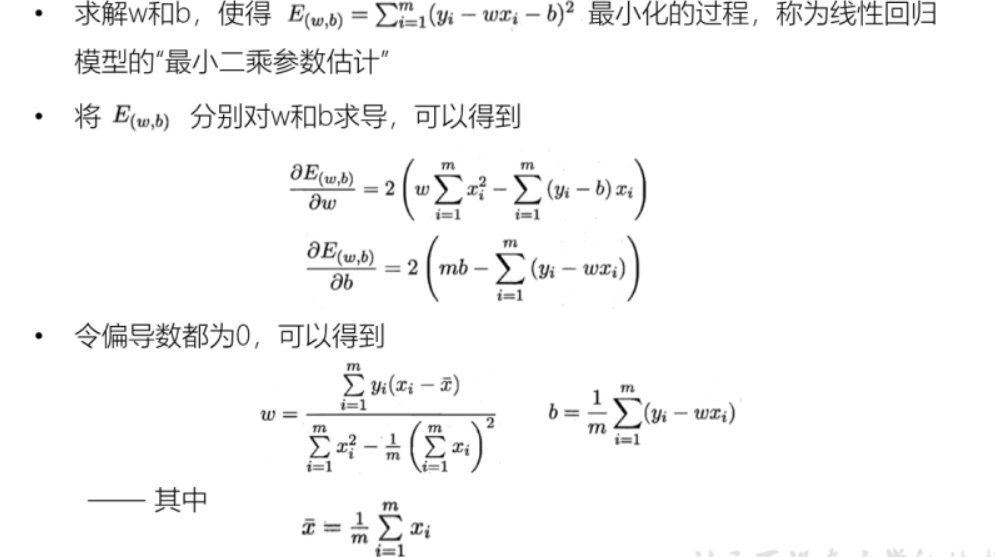 • 求解w和b，使得 E_{(w,b)} = \sum_{i=1}^{m}(y_i - wx_i - b)^2 最小化的过程，称为线性回归
模型的“最小二乘参数估计”
• 将 E_{(w,b)} 分别对w和b求导，可以得到
\frac{\partial E_{(w,b)}}{\partial w} = 2\left(w\sum_{i=1}^{m}x_i^2 - \sum_{i=1}^{m}(y_i - b)x_i\right)
\frac{\partial E_{(w,b)}}{\partial b} = 2\left(mb - \sum_{i=1}^{m}(y_i - wx_i)\right)
• 令偏导数都为0，可以得到
w = \frac{\sum_{i=1}^{m}y_i(x_i - \bar{x})}{\sum_{i=1}^{m}x_i^2 - \frac{1}{m}\left(\sum_{i=1}^{m}x_i\right)^2} b = \frac{1}{m}\sum_{i=1}^{m}(y_i - wx_i)
—— 其中
\bar{x} = \frac{1}{m}\sum_{i=1}^{m}x_i